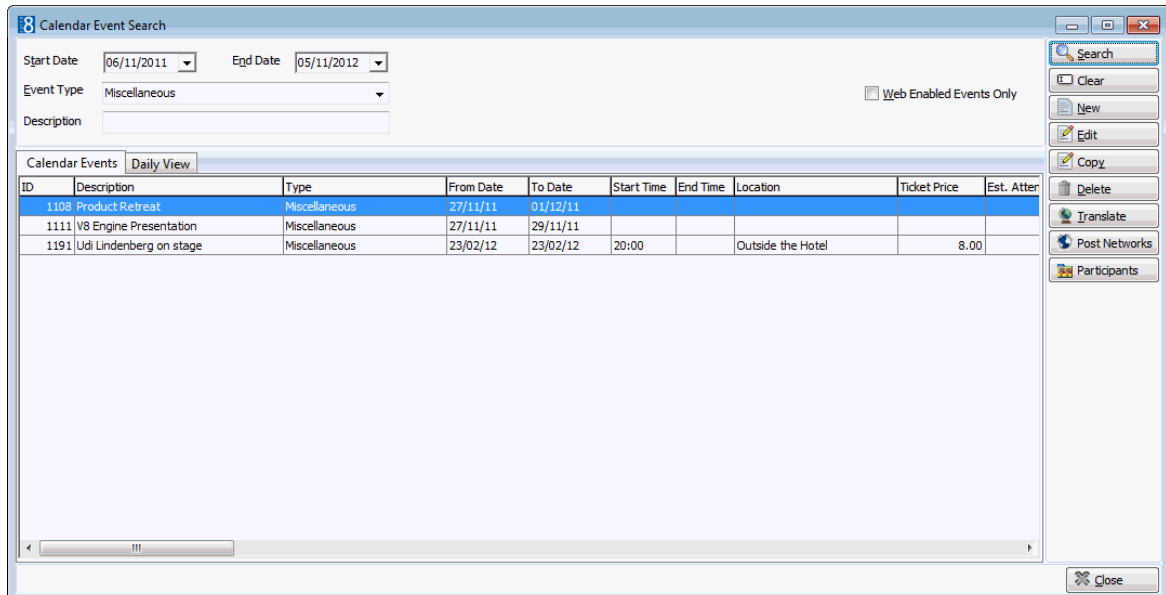 Calendar Event Search
Start Date 06/11/2011 End Date 05/11/2012
Event Type Miscellaneous Web Enabled Events Only
Description
Search
Clear
New
Edit
Copy
Delete
Translate
Post Networks
Participants
Calendar Events Daily View
ID Description Type From Date To Date Start Time End Time Location Ticket Price Est. Atten
1108 Product Retreat Miscellaneous 27/11/11 01/12/11
1111 V8 Engine Presentation Miscellaneous 27/11/11 29/11/11
1191 Udi Lindenberg on stage Miscellaneous 23/02/12 23/02/12 20:00 Outside the Hotel 8.00
Close